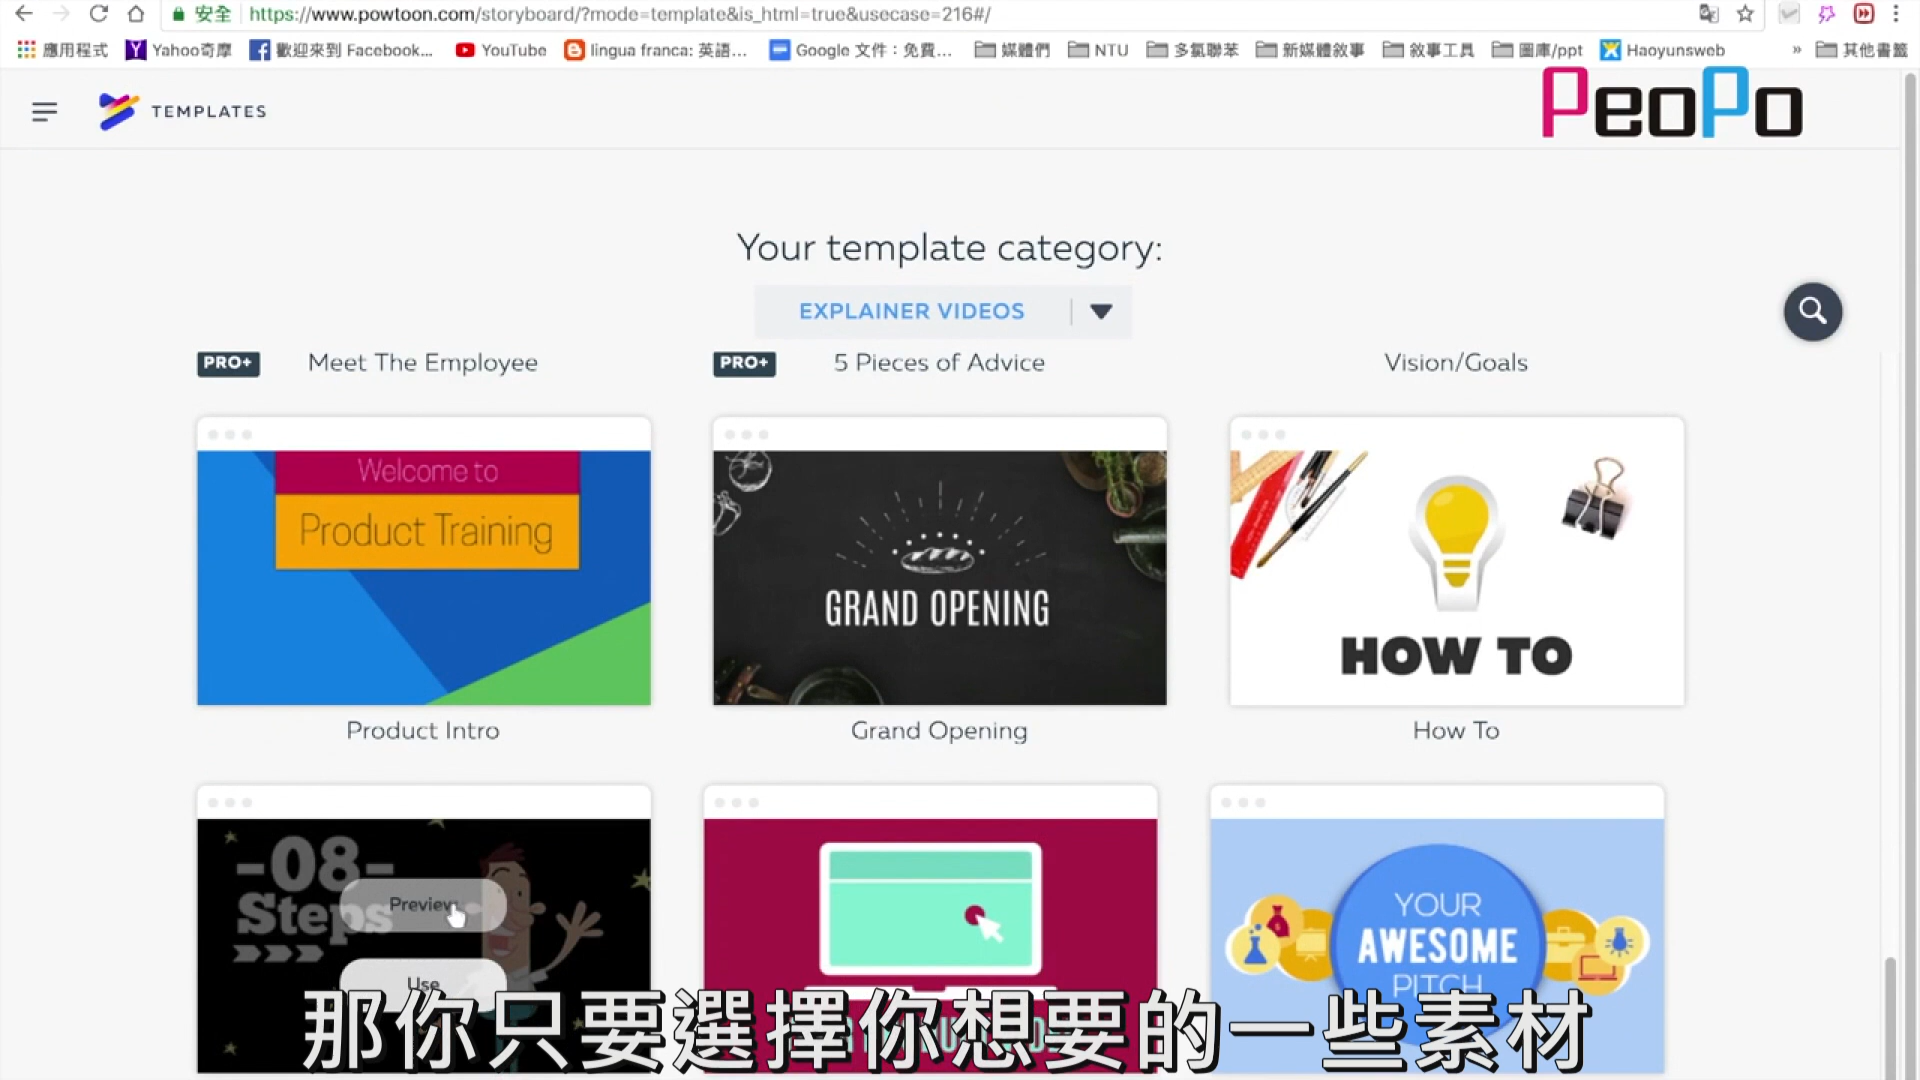 安全 https://www.powtoon.com/storyboard/?mode=template&is_html=true&usecase=216#/
應用程式 Yahoo奇摩 歡迎來到 Facebook... YouTube lingua franca: 英語... Google 文件：免費... 媒體們 NTU 多氣聯苯 新媒體敘事 敘事工具 圖庫/ppt Haoyunsweb » 其他書籤
TEMPLATES
PeoPo
Your template category:
EXPLAINER VIDEOS
PRO+ Meet The Employee
PRO+ 5 Pieces of Advice
Vision/Goals
Welcome to
Product Training
GRAND OPENING
HOW TO
Product Intro
Grand Opening
How To
-08-
Steps
Preview
Use
YOUR
AWESOME
PITCH
那你只要選擇你想要的一些素材